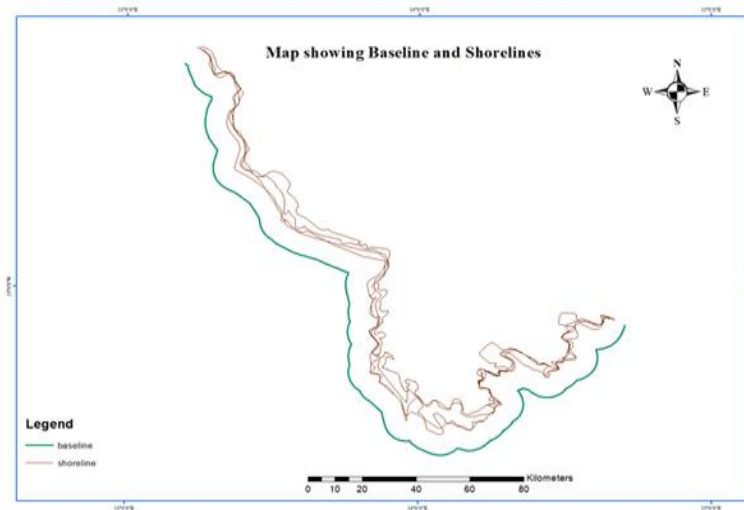 Map showing Baseline and Shorelines
N
W E
S
Legend
baseline
shoreline
Kilometers
0 10 20 40 60 80